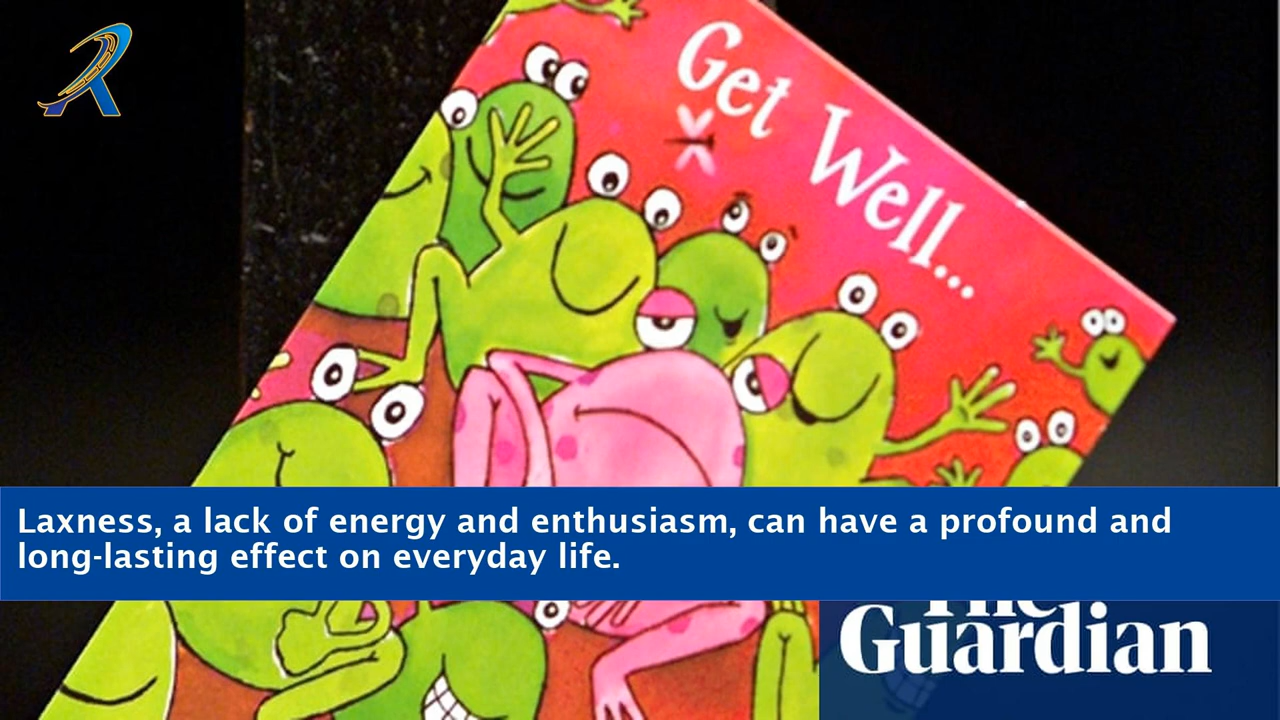 Get Well...
Laxness, a lack of energy and enthusiasm, can have a profound and
long-lasting effect on everyday life.
The
Guardian